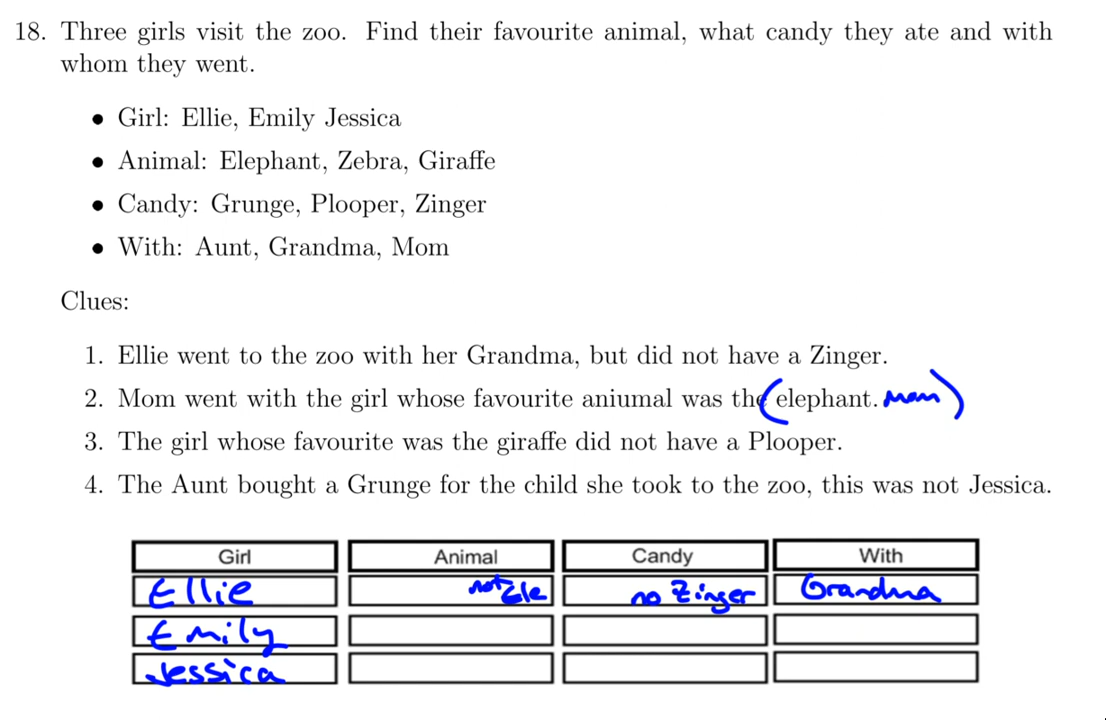 18. Three girls visit the zoo. Find their favourite animal, what candy they ate and with
whom they went.
• Girl: Ellie, Emily Jessica
• Animal: Elephant, Zebra, Giraffe
• Candy: Grunge, Plooper, Zinger
• With: Aunt, Grandma, Mom
Clues:
1. Ellie went to the zoo with her Grandma, but did not have a Zinger.
2. Mom went with the girl whose favourite aniumal was the (elephant. mom)
3. The girl whose favourite was the giraffe did not have a Plooper.
4. The Aunt bought a Grunge for the child she took to the zoo, this was not Jessica.
Girl Animal Candy With
Ellie not Ele no Zinger Grandma
Emily
Jessica